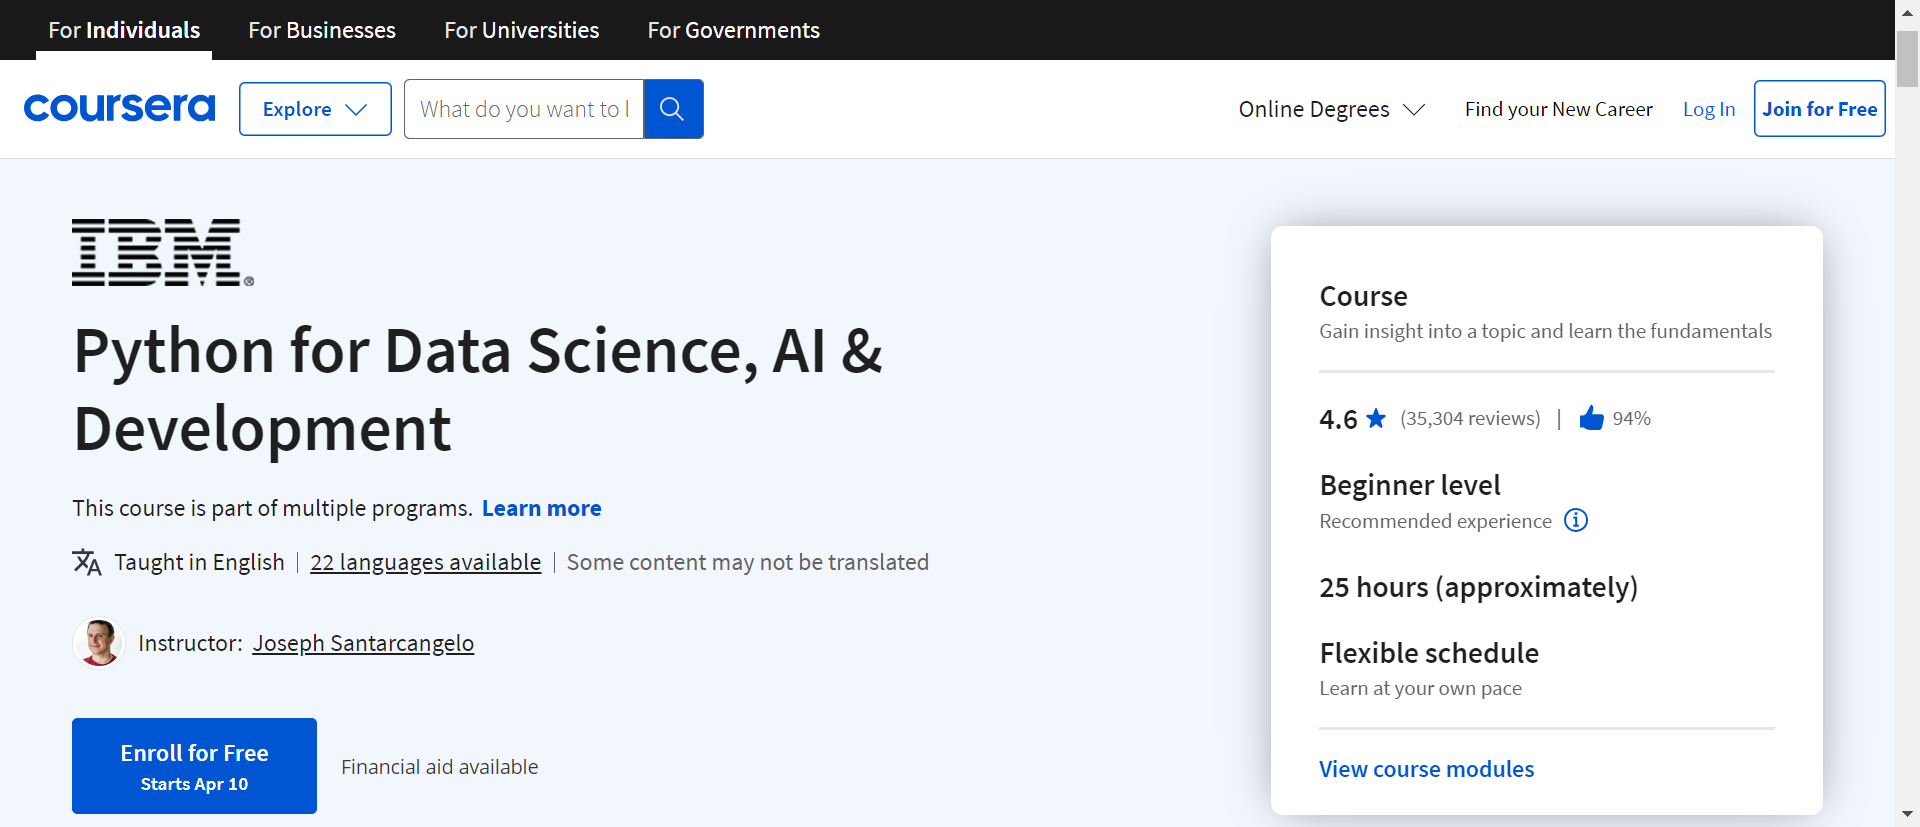 For Individuals
For Businesses
For Universities
For Governments
coursera
Explore
What do you want to l
Online Degrees
Find your New Career
Log In
Join for Free
IBM®
Python for Data Science, AI &
Development
This course is part of multiple programs. Learn more
Taught in English | 22 languages available | Some content may not be translated
Instructor: Joseph Santarcangelo
Enroll for Free
Starts Apr 10
Financial aid available
Course
Gain insight into a topic and learn the fundamentals
4.6 ★ (35,304 reviews) | 94%
Beginner level
Recommended experience
25 hours (approximately)
Flexible schedule
Learn at your own pace
View course modules